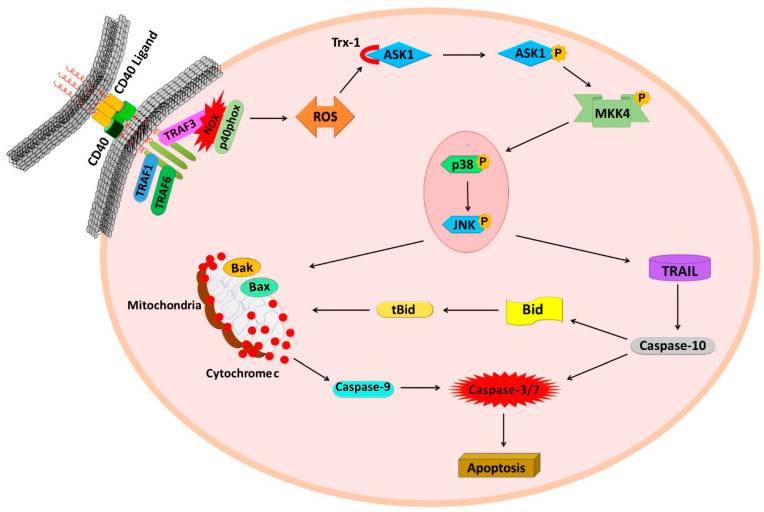 CD40 Ligand
CD40
TRAF1
TRAF6
TRAF3
NOX
p40phox
ROS
Trx-1
ASK1
ASK1
P
MKK4
P
p38
P
JNK
P
TRAIL
Caspase-10
Bid
tBid
Bak
Bax
Mitochondria
Cytochrome c
Caspase-9
Caspase-3/7
Apoptosis